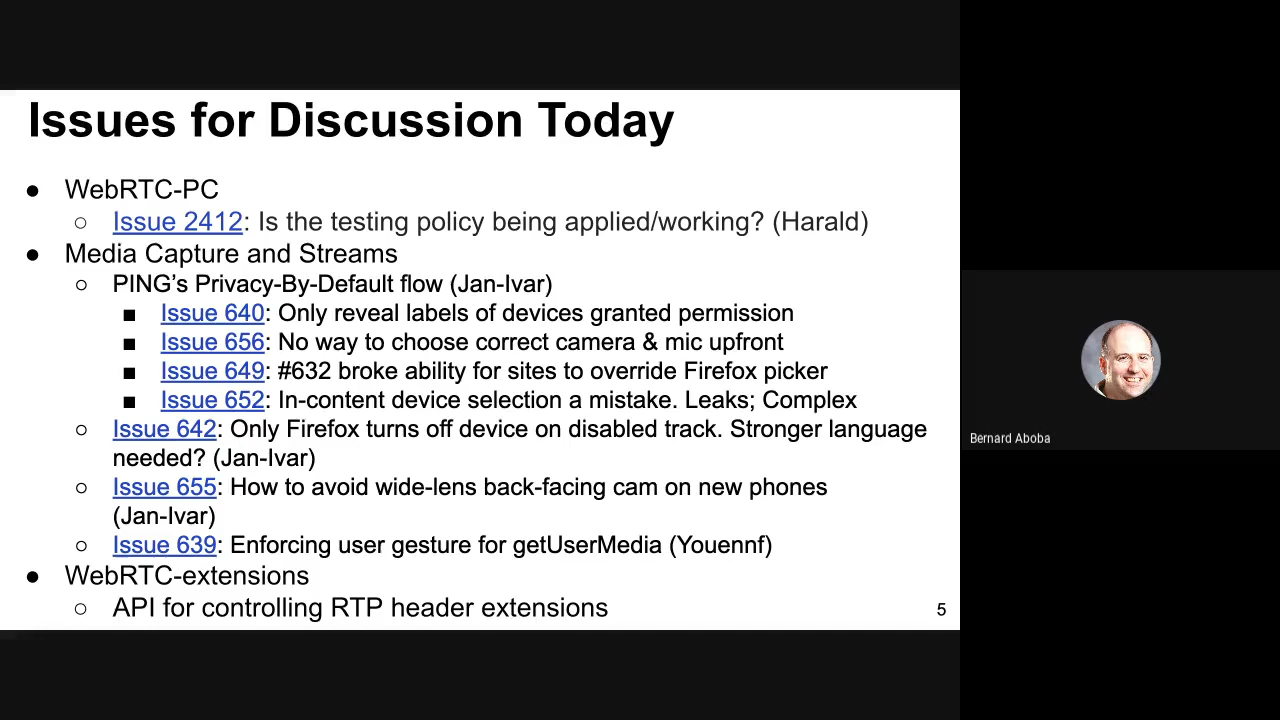 Issues for Discussion Today
● WebRTC-PC
○ Issue 2412: Is the testing policy being applied/working? (Harald)
● Media Capture and Streams
○ PING’s Privacy-By-Default flow (Jan-Ivar)
■ Issue 640: Only reveal labels of devices granted permission
■ Issue 656: No way to choose correct camera & mic upfront
■ Issue 649: #632 broke ability for sites to override Firefox picker
■ Issue 652: In-content device selection a mistake. Leaks; Complex
○ Issue 642: Only Firefox turns off device on disabled track. Stronger language
needed? (Jan-Ivar)
○ Issue 655: How to avoid wide-lens back-facing cam on new phones
(Jan-Ivar)
○ Issue 639: Enforcing user gesture for getUserMedia (Youennf)
● WebRTC-extensions
○ API for controlling RTP header extensions
5
Bernard Aboba